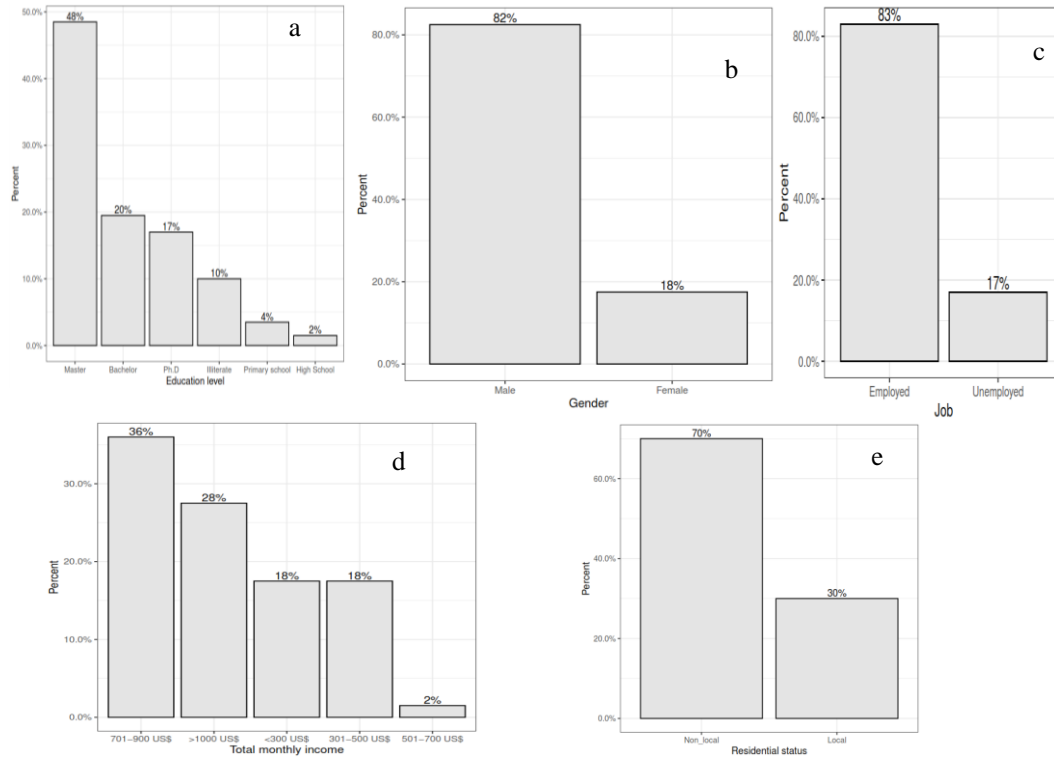 a
50.0%
40.0%
30.0%
20.0%
10.0%
0.0%
Percent
48%
20%
17%
10%
4%
2%
Master Bachelor Ph.D Illiterate Primary school High School
Education level
b
80.0%
60.0%
40.0%
20.0%
0.0%
Percent
82%
18%
Male Female
Gender
c
80.0%
60.0%
40.0%
20.0%
0.0%
Percent
83%
17%
Employed Unemployed
Job
d
30.0%
20.0%
10.0%
0.0%
Percent
36%
28%
18%
18%
2%
701–900 US$ >1000 US$ <300 US$ 301–500 US$ 501–700 US$
Total monthly income
e
60.0%
40.0%
20.0%
0.0%
Percent
70%
30%
Non_local Local
Residential status